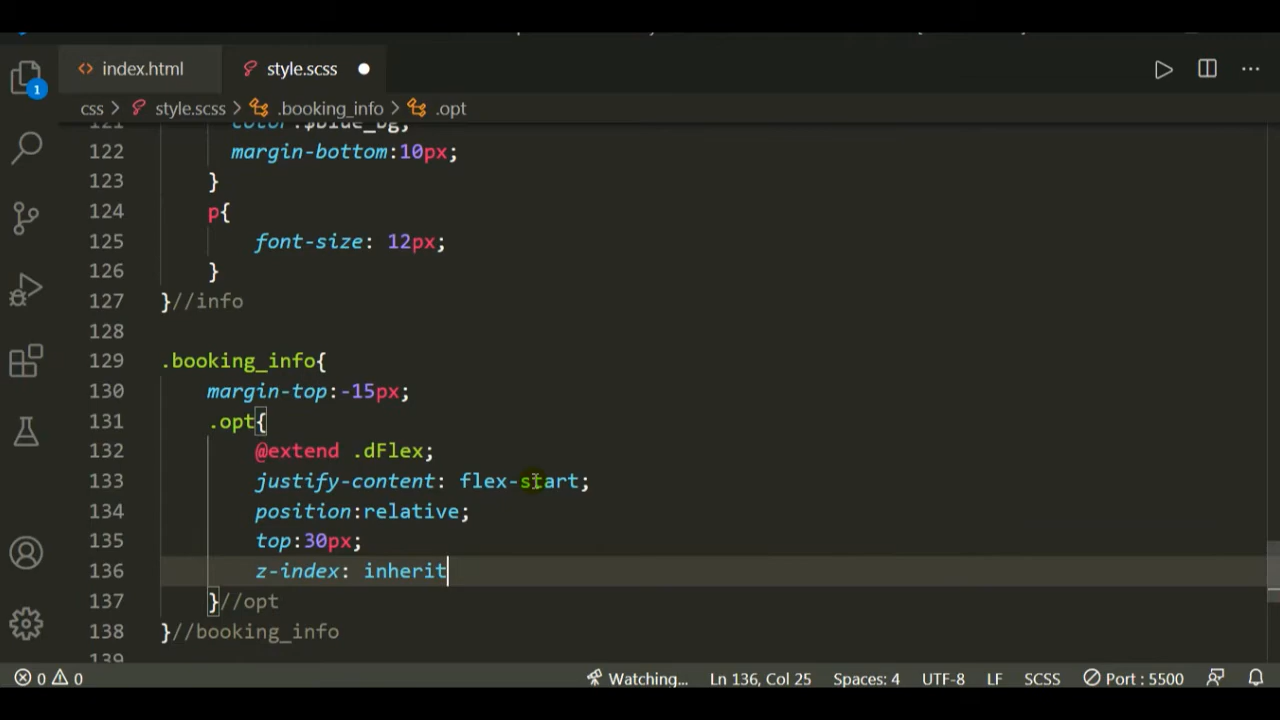 index.html
style.scss
1
css > style.scss > .booking_info > .opt
121 color:$blue_bg;
122 margin-bottom:10px;
123 }
124 p{
125 font-size: 12px;
126 }
127 }//info
128
129 .booking_info{
130 margin-top:-15px;
131 .opt{
132 @extend .dFlex;
133 justify-content: flex-start;
134 position:relative;
135 top:30px;
136 z-index: inherit
137 }//opt
138 }//booking_info
139
0 0 Watching... Ln 136, Col 25 Spaces: 4 UTF-8 LF SCSS Port : 5500